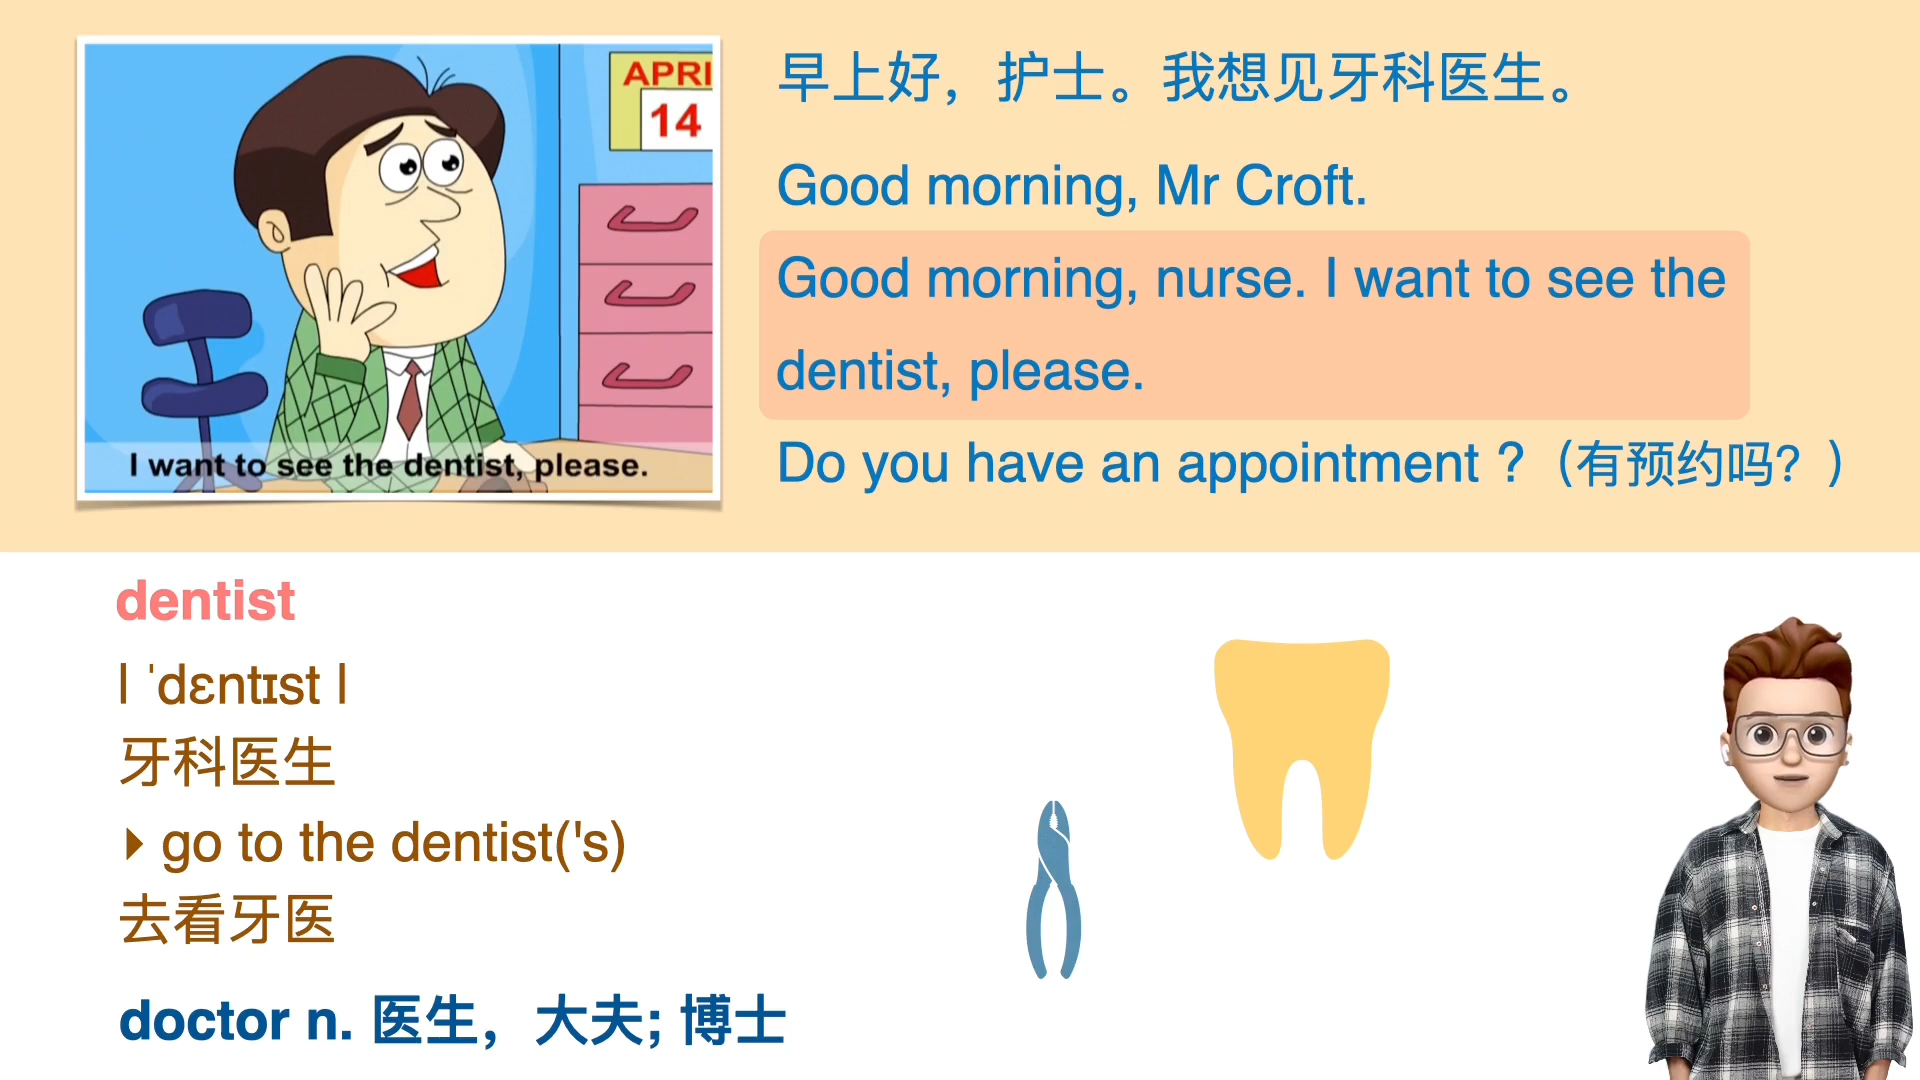 APRI
14
I want to see the dentist, please.
早上好，护士。我想见牙科医生。
Good morning, Mr Croft.
Good morning, nurse. I want to see the
dentist, please.
Do you have an appointment ?（有预约吗？）
dentist
| ˈdɛntɪst |
牙科医生
▸ go to the dentist('s)
去看牙医
doctor n. 医生，大夫; 博士